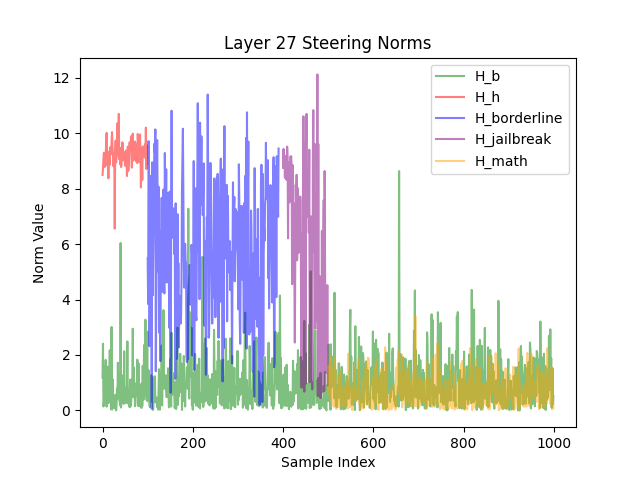 Layer 27 Steering Norms
Norm Value
12
10
8
6
4
2
0
0 200 400 600 800 1000
Sample Index
H_b
H_h
H_borderline
H_jailbreak
H_math